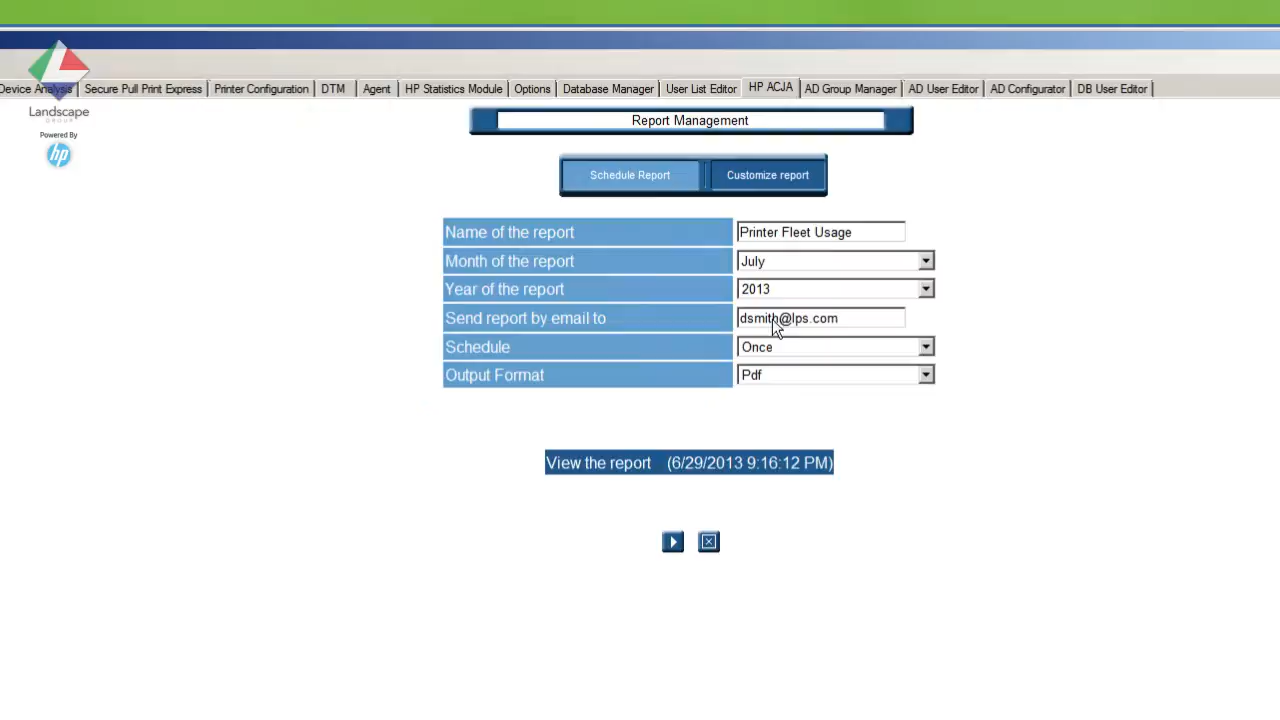 Device Analysis Secure Pull Print Express Printer Configuration DTM Agent HP Statistics Module Options Database Manager User List Editor HP ACJA AD Group Manager AD User Editor AD Configurator DB User Editor
Landscape
GROUP
Powered By
hp
Report Management
Schedule Report Customize report
Name of the report Printer Fleet Usage
Month of the report July
Year of the report 2013
Send report by email to dsmith@lps.com
Schedule Once
Output Format Pdf
View the report (6/29/2013 9:16:12 PM)